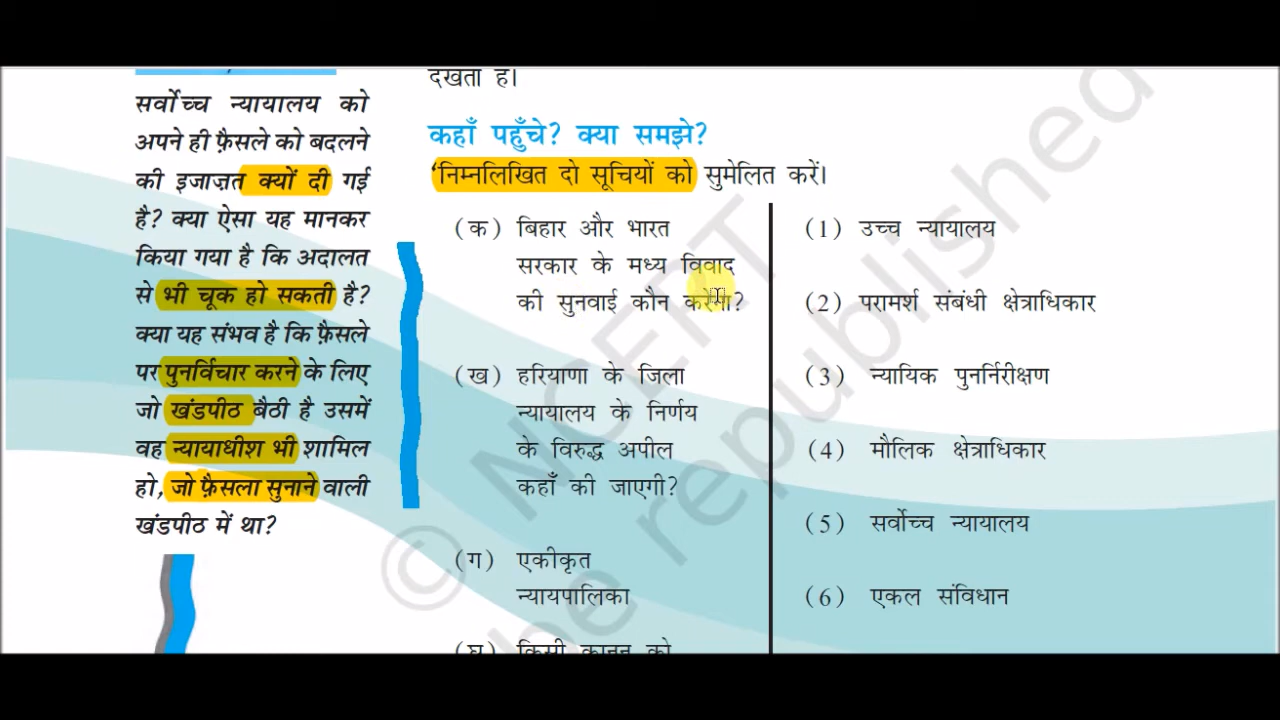 सर्वोच्च न्यायालय को
अपने ही फ़ैसले को बदलने
की इजाज़त क्यों दी गई
है? क्या ऐसा यह मानकर
किया गया है कि अदालत
से भी चूक हो सकती है?
क्या यह संभव है कि फ़ैसले
पर पुनर्विचार करने के लिए
जो खंडपीठ बैठी है उसमें
वह न्यायाधीश भी शामिल
हो, जो फ़ैसला सुनाने वाली
खंडपीठ में था?
देखता है।
कहाँ पहुँचे? क्या समझे?
'निम्नलिखित दो सूचियों को सुमेलित करें।
(क) बिहार और भारत
सरकार के मध्य विवाद
की सुनवाई कौन करेगा?
(ख) हरियाणा के जिला
न्यायालय के निर्णय
के विरुद्ध अपील
कहाँ की जाएगी?
(ग) एकीकृत
न्यायपालिका
(घ) किसी कानून को
(1) उच्च न्यायालय
(2) परामर्श संबंधी क्षेत्राधिकार
(3) न्यायिक पुनर्निरीक्षण
(4) मौलिक क्षेत्राधिकार
(5) सर्वोच्च न्यायालय
(6) एकल संविधान
© NCERT
be republished